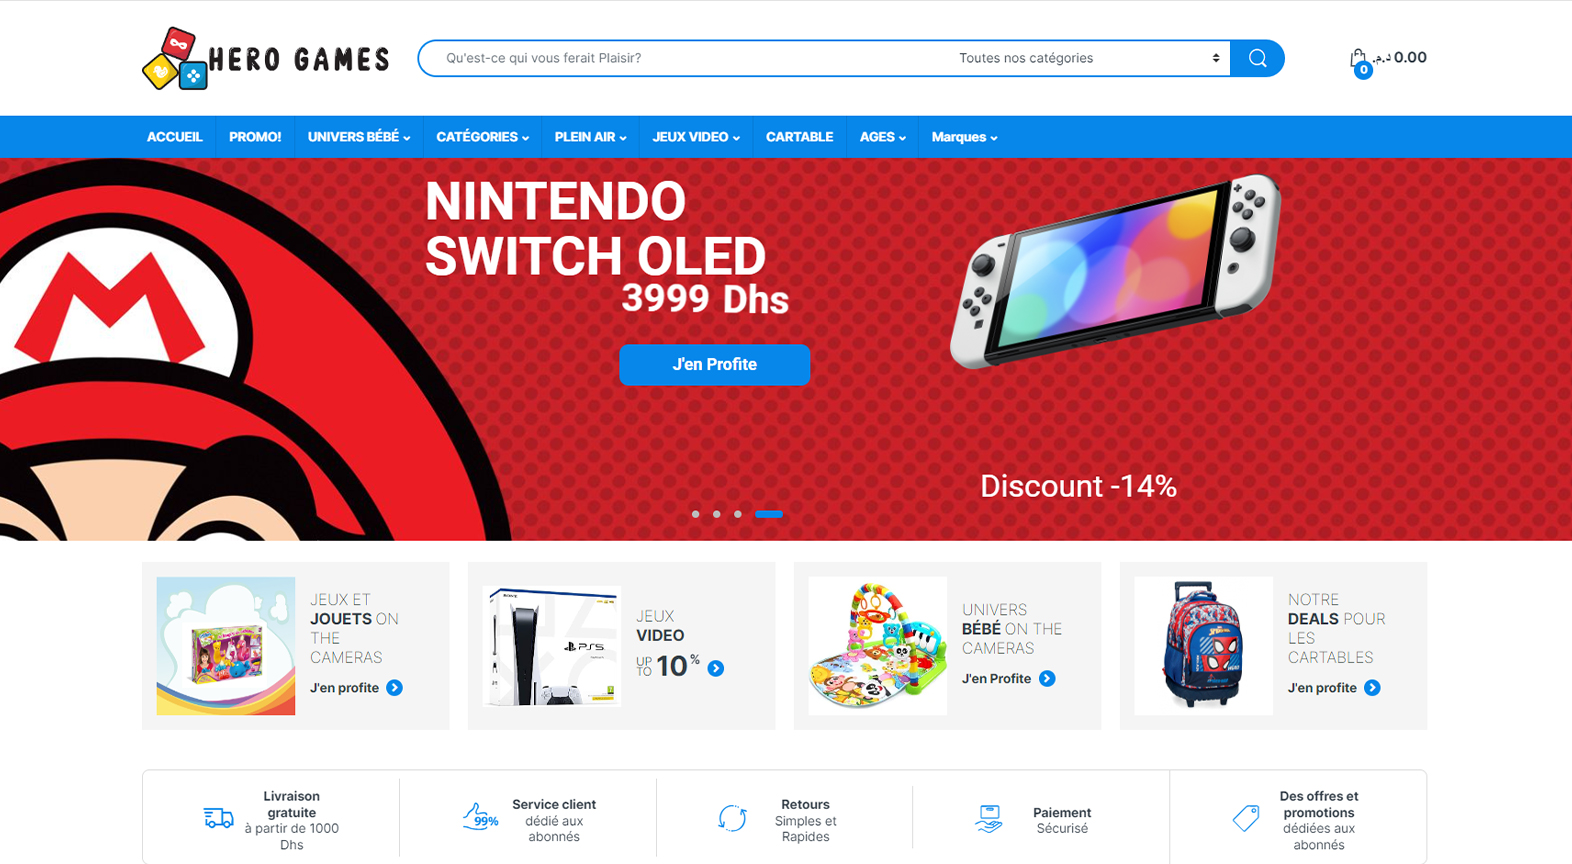 HERO GAMES
Qu'est-ce qui vous ferait Plaisir?
Toutes nos catégories
0
د.م. 0.00
ACCUEIL
PROMO!
UNIVERS BÉBÉ
CATÉGORIES
PLEIN AIR
JEUX VIDEO
CARTABLE
AGES
Marques
M
NINTENDO
SWITCH OLED
3999 Dhs
J'en Profite
Discount -14%
JEUX ET
JOUETS ON
THE
CAMERAS
J'en profite
SONY
PS5
JEUX
VIDEO
UP
TO 10%
UNIVERS
BÉBÉ ON THE
CAMERAS
J'en Profite
NOTRE
DEALS POUR
LES
CARTABLES
J'en profite
Livraison
gratuite
à partir de 1000
Dhs
99%
Service client
dédié aux
abonnés
Retours
Simples et
Rapides
Paiement
Sécurisé
Des offres et
promotions
dédiées aux
abonnés